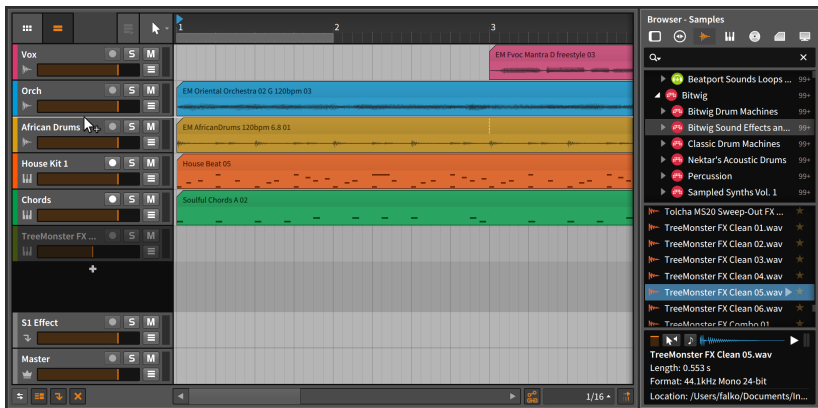 Browser - Samples
1
2
3
Vox
S M
EM Fvoc Mantra D freestyle 03
Orch
S M
EM Oriental Orchestra 02 G 120bpm 03
African Drums
S M
EM AfricanDrums 120bpm 6.8 01
House Kit 1
S M
House Beat 05
Chords
S M
Soulful Chords A 02
TreeMonster FX ...
S M
+
S1 Effect
S M
Master
S M
1/16
Beatport Sounds Loops ... 99+
Bitwig 99+
Bitwig Drum Machines 99+
Bitwig Sound Effects an... 99+
Classic Drum Machines 99+
Nektar's Acoustic Drums 99+
Percussion 99+
Sampled Synths Vol. 1 99+
Tolcha MS20 Sweep-Out FX ...
TreeMonster FX Clean 01.wav
TreeMonster FX Clean 02.wav
TreeMonster FX Clean 03.wav
TreeMonster FX Clean 04.wav
TreeMonster FX Clean 05.wav
TreeMonster FX Clean 06.wav
TreeMonster FX Combo 01
TreeMonster FX Clean 05.wav
Length: 0.553 s
Format: 44.1kHz Mono 24-bit
Location: /Users/falko/Documents/In...